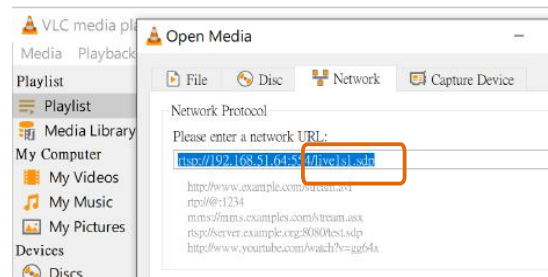 VLC media pl
Media Playback
Playlist
Playlist
Media Library
My Computer
My Videos
My Music
My Pictures
Devices
Discs
Open Media
File
Disc
Network
Capture Device
Network Protocol
Please enter a network URL:
rtsp://192.168.51.64:554/live1s1.sdp
http://www.example.com/stream.avi
rtp://@:1234
mms://mms.examples.com/stream.asx
rtsp://server.example.org:8080/test.sdp
http://www.yourtube.com/watch?v=gg64x